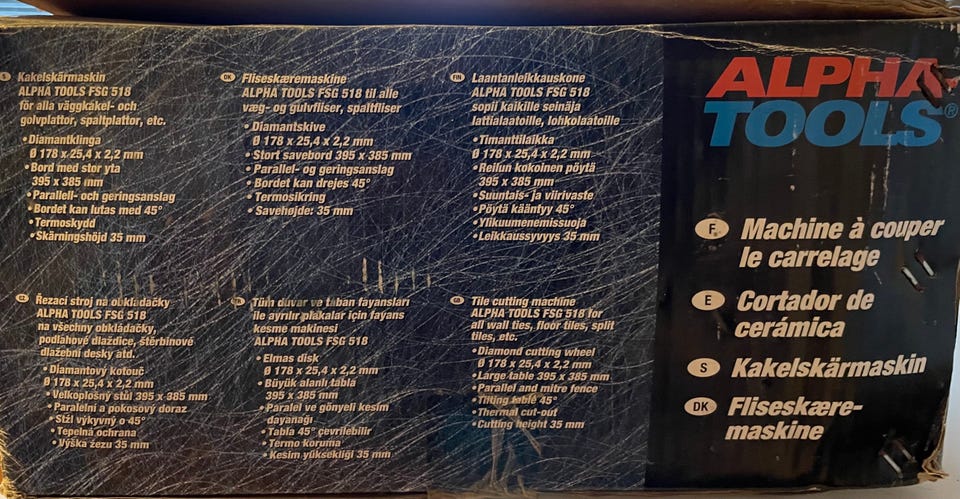 S Kakelskärmaskin
ALPHA TOOLS FSG 518
för alla väggkakel- och
golvplattor, spaltplattor, etc.
• Diamantklinga
Ø 178 x 25,4 x 2,2 mm
• Bord med stor yta
395 x 385 mm
• Parallell- och geringsanslag
• Bordet kan lutas med 45°
• Termoskydd
• Skärningshöjd 35 mm
DK Fliseskæremaskine
ALPHA TOOLS FSG 518 til alle
væg- og gulvfliser, spaltfliser
• Diamantskive
Ø 178 x 25,4 x 2,2 mm
• Stort savebord 395 x 385 mm
• Parallel- og geringsanslag
• Bordet kan drejes 45°
• Termosikring
• Savehøjde: 35 mm
FIN Laantanleikkauskone
ALPHA TOOLS FSG 518
sopii kaikille seinäja
lattialaatoille, lohkolaatoille
• Timanttilaikka
Ø 178 x 25,4 x 2,2 mm
• Reilun kokoinen pöytä
395 x 385 mm
• Suuntais- ja viirivaste
• Pöytä kääntyy 45°
• Ylikuumenemissuoja
• Leikkaussyvyys 35 mm
CZ Řezací stroj na obkládačky
ALPHA TOOLS FSG 518
na všechny obkládačky,
podlahové dlaždice, štěrbinové
dlažební desky atd.
• Diamantový kotouč
Ø 178 x 25,4 x 2,2 mm
• Velkoplošný stůl 395 x 385 mm
• Paralelní a pokosový doraz
• Stžl výkyvný o 45°
• Tepelná ochrana
• Výška žezu 35 mm
Tüm duvar ve taban fayansları
ile ayrılır plakalar için fayans
kesme makinesi
ALPHA TOOLS FSG 518
• Elmas disk
Ø 178 x 25,4 x 2,2 mm
• Büyük alanlı tabla
395 x 385 mm
• Paralel ve gönyeli kesim
dayanağı
• Tabla 45° çevrilebilir
• Termo koruma
• Kesim yüksekliği 35 mm
GB Tile cutting machine
ALPHA TOOLS FSG 518 for
all wall ties, floor tiles, split
tiles, etc.
• Diamond cutting wheel
Ø 178 x 25,4 x 2,2 mm
• Large table 395 x 385 mm
• Parallel and mitre fence
• Tilting table 45°
• Thermal cut-out
• Cutting height 35 mm
ALPHA
TOOLS®
F Machine à couper
le carrelage
E Cortador de
cerámica
S Kakelskärmaskin
DK Fliseskære-
maskine